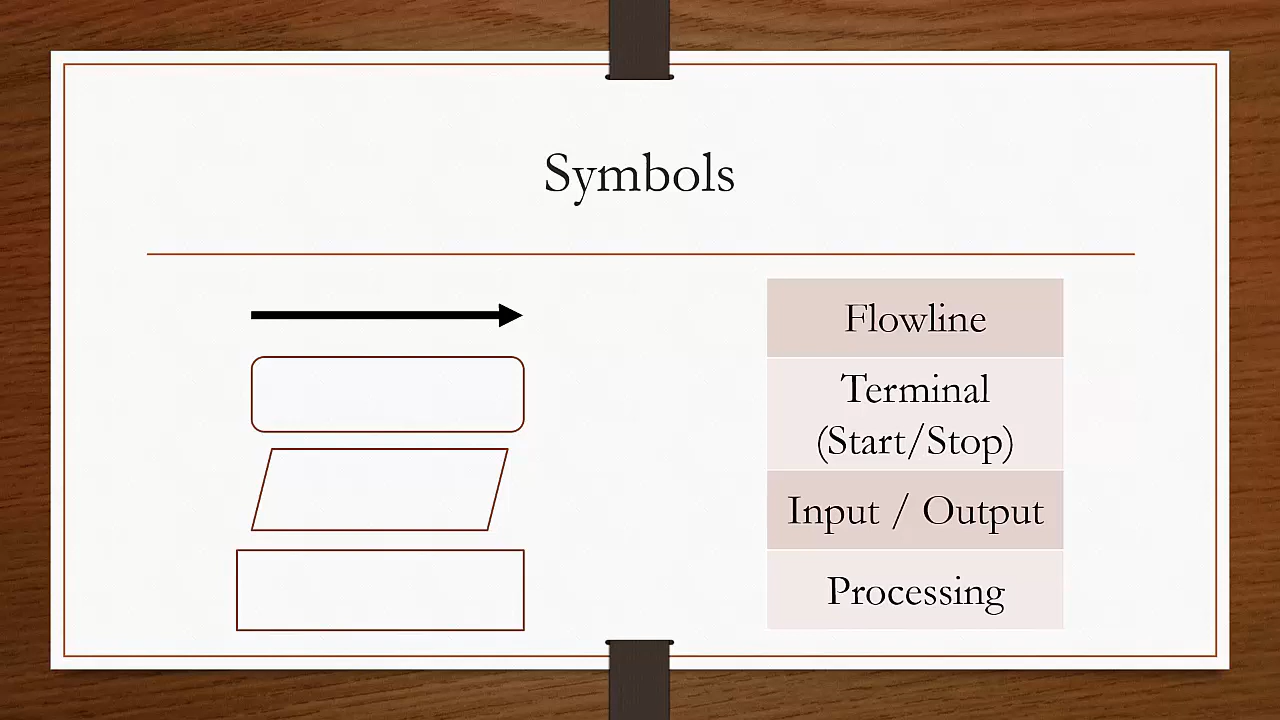 Symbols
Flowline
Terminal
(Start/Stop)
Input / Output
Processing